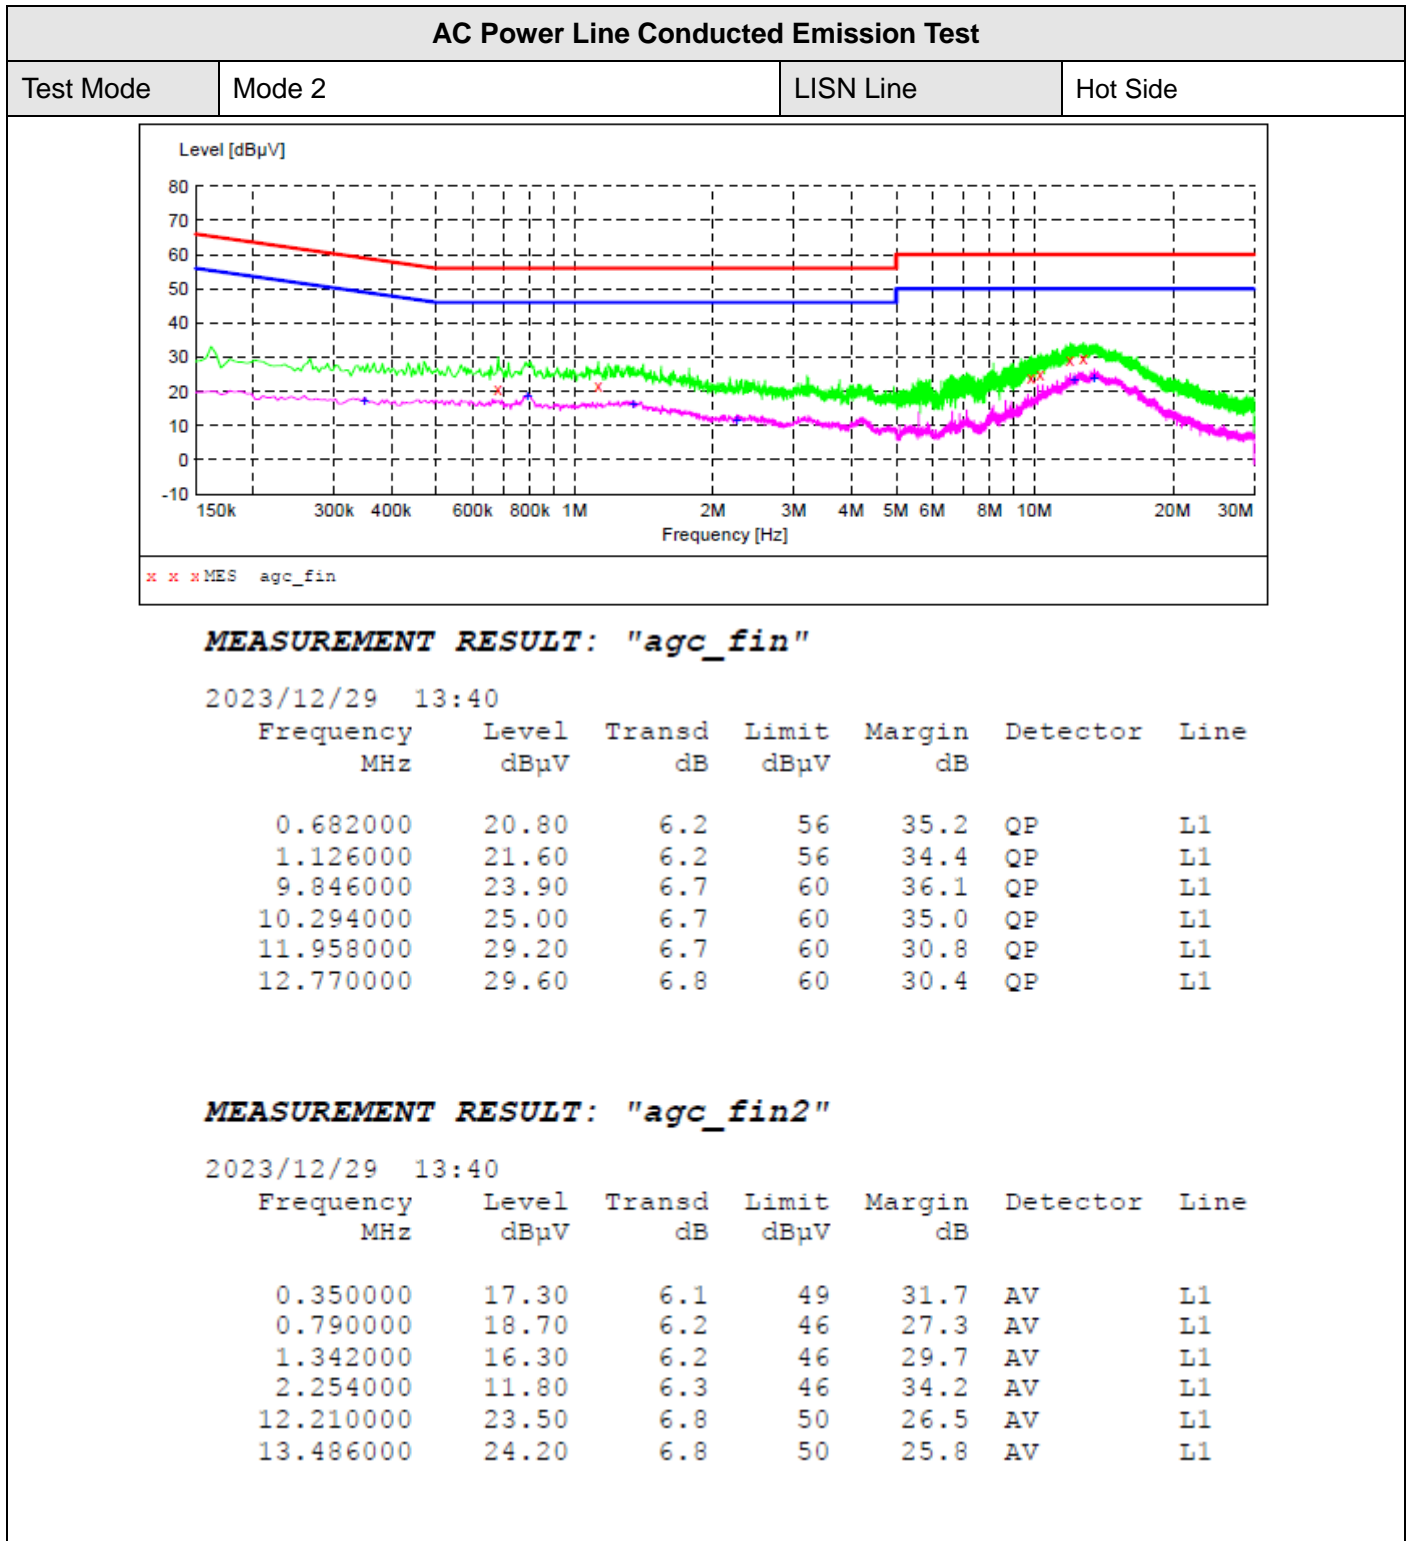 AC Power Line Conducted Emission Test
Test Mode Mode 2 LISN Line Hot Side
Level [dBµV]
80
70
60
50
40
30
20
10
0
-10
150k 300k 400k 600k 800k 1M 2M 3M 4M 5M 6M 8M 10M 20M 30M
Frequency [Hz]
x x x MES agc_fin
MEASUREMENT RESULT: "agc_fin"
2023/12/29 13:40
Frequency Level Transd Limit Margin Detector Line
MHz dBµV dB dBµV dB
0.682000 20.80 6.2 56 35.2 QP L1
1.126000 21.60 6.2 56 34.4 QP L1
9.846000 23.90 6.7 60 36.1 QP L1
10.294000 25.00 6.7 60 35.0 QP L1
11.958000 29.20 6.7 60 30.8 QP L1
12.770000 29.60 6.8 60 30.4 QP L1
MEASUREMENT RESULT: "agc_fin2"
2023/12/29 13:40
Frequency Level Transd Limit Margin Detector Line
MHz dBµV dB dBµV dB
0.350000 17.30 6.1 49 31.7 AV L1
0.790000 18.70 6.2 46 27.3 AV L1
1.342000 16.30 6.2 46 29.7 AV L1
2.254000 11.80 6.3 46 34.2 AV L1
12.210000 23.50 6.8 50 26.5 AV L1
13.486000 24.20 6.8 50 25.8 AV L1